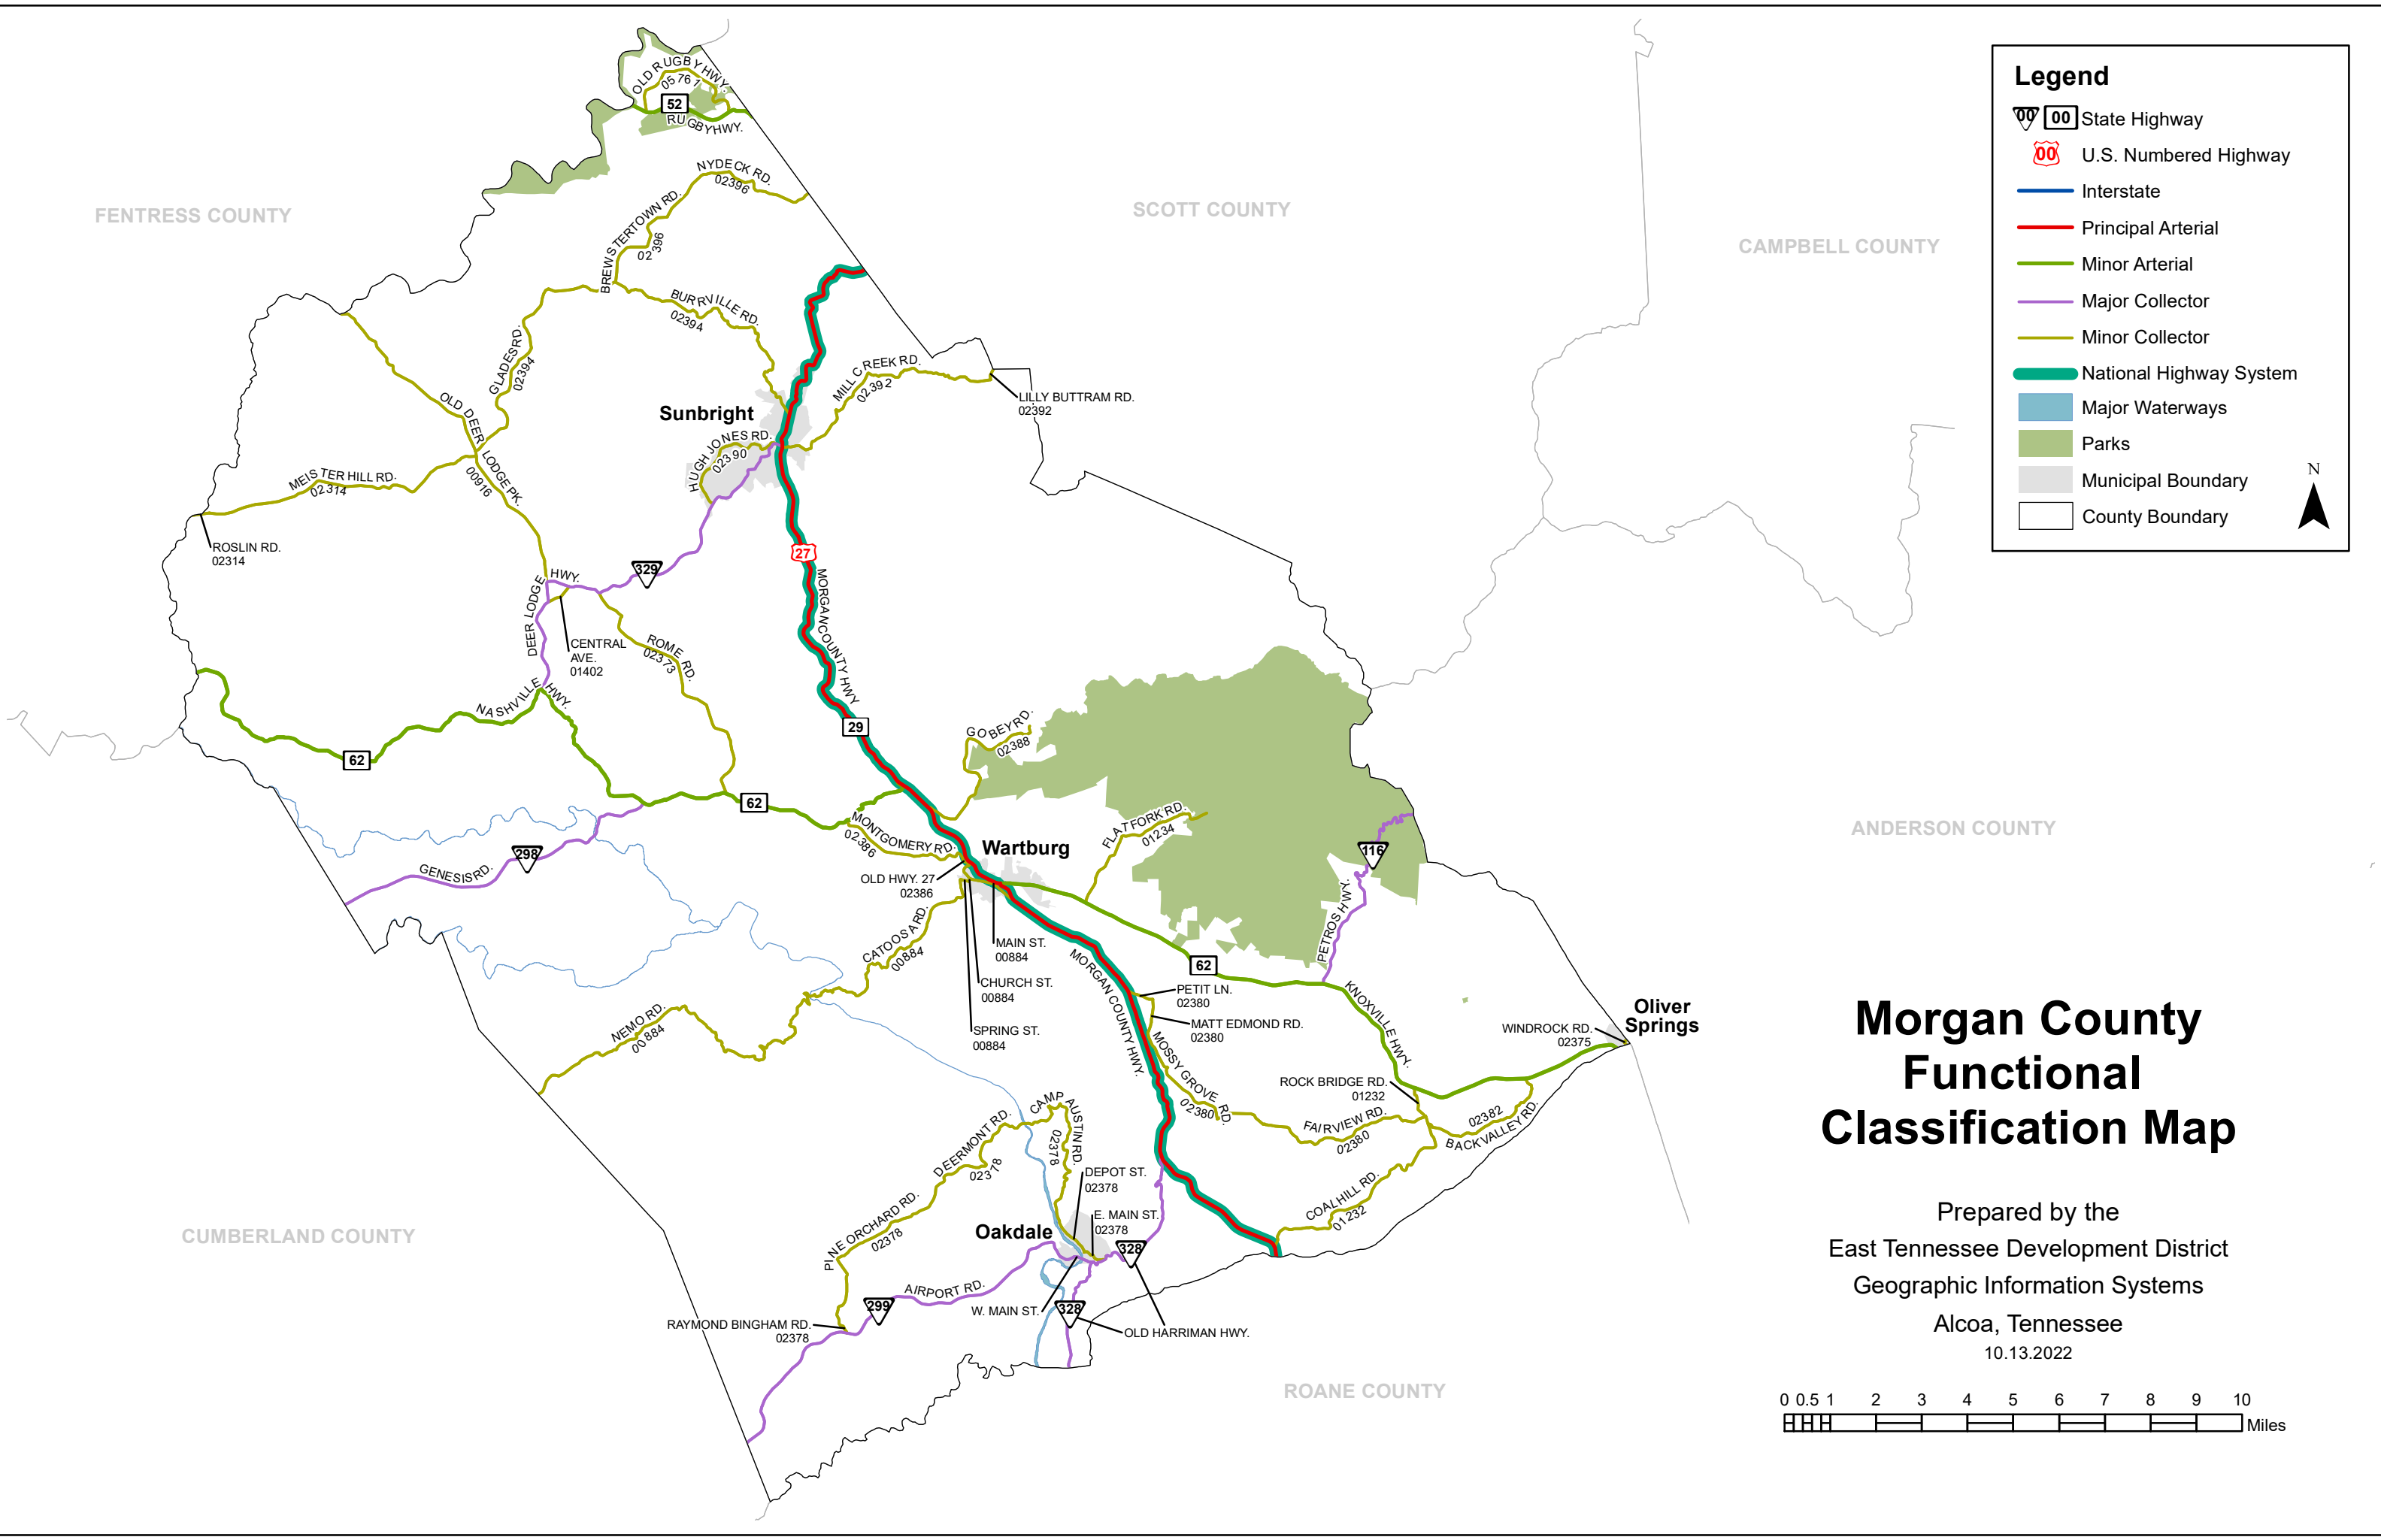 OLD RUGBY HWY.
05761
52
RUGBY HWY.
NYDECK RD.
02396
BREWSTERTOWN RD.
02396
FENTRESS COUNTY
SCOTT COUNTY
CAMPBELL COUNTY
BURRVILLE RD.
02394
GLADES RD.
02394
MILL CREEK RD.
02392
LILLY BUTTRAM RD.
02392
Sunbright
HUGH JONES RD.
02390
OLD DEER LODGE PK.
00916
MEISTER HILL RD.
02314
ROSLIN RD.
02314
27
MORGAN COUNTY HWY
329
DEER LODGE HWY.
CENTRAL
AVE.
01402
ROME RD.
02373
NASHVILLE HWY.
62
29
GOBEY RD.
02388
62
MONTGOMERY RD.
02386
Wartburg
OLD HWY. 27
02386
FLAT FORK RD.
01234
116
PETROS HWY.
ANDERSON COUNTY
298
GENESIS RD.
CATOOSA RD.
00884
MAIN ST.
00884
CHURCH ST.
00884
SPRING ST.
00884
62
NEMO RD.
00884
MORGAN COUNTY HWY.
PETIT LN.
02380
MATT EDMOND RD.
02380
MOSSY GROVE RD.
02380
KNOXVILLE HWY.
WINDROCK RD.
02375
Oliver
Springs
ROCK BRIDGE RD.
01232
FAIRVIEW RD.
02380
02382
BACK VALLEY RD.
COAL HILL RD.
01232
CAMP AUSTIN RD.
02378
DEERMONT RD.
02378
DEPOT ST.
02378
E. MAIN ST.
02378
Oakdale
PINE ORCHARD RD.
02378
328
AIRPORT RD.
299
W. MAIN ST.
328
OLD HARRIMAN HWY.
RAYMOND BINGHAM RD.
02378
CUMBERLAND COUNTY
ROANE COUNTY
Legend
00 00 State Highway
00 U.S. Numbered Highway
Interstate
Principal Arterial
Minor Arterial
Major Collector
Minor Collector
National Highway System
Major Waterways
Parks
Municipal Boundary
County Boundary
N
Morgan County
Functional
Classification Map
Prepared by the
East Tennessee Development District
Geographic Information Systems
Alcoa, Tennessee
10.13.2022
0 0.5 1 2 3 4 5 6 7 8 9 10
Miles